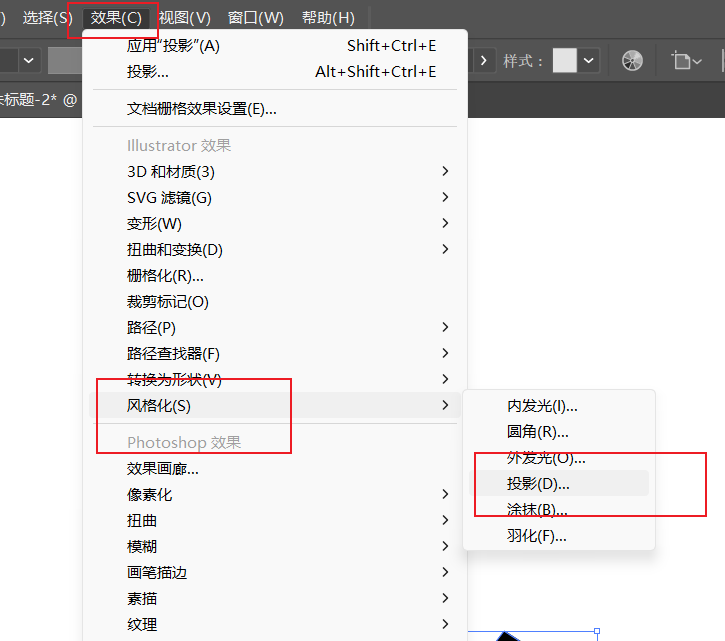 ) 选择(S) 效果(C) 视图(V) 窗口(W) 帮助(H)
样式：
未标题-2* @
应用“投影”(A) Shift+Ctrl+E
投影... Alt+Shift+Ctrl+E
文档栅格效果设置(E)...
Illustrator 效果
3D 和材质(3)
SVG 滤镜(G)
变形(W)
扭曲和变换(D)
栅格化(R)...
裁剪标记(O)
路径(P)
路径查找器(F)
转换为形状(V)
风格化(S)
Photoshop 效果
效果画廊...
像素化
扭曲
模糊
画笔描边
素描
纹理
内发光(I)...
圆角(R)...
外发光(O)...
投影(D)...
涂抹(B)...
羽化(F)...